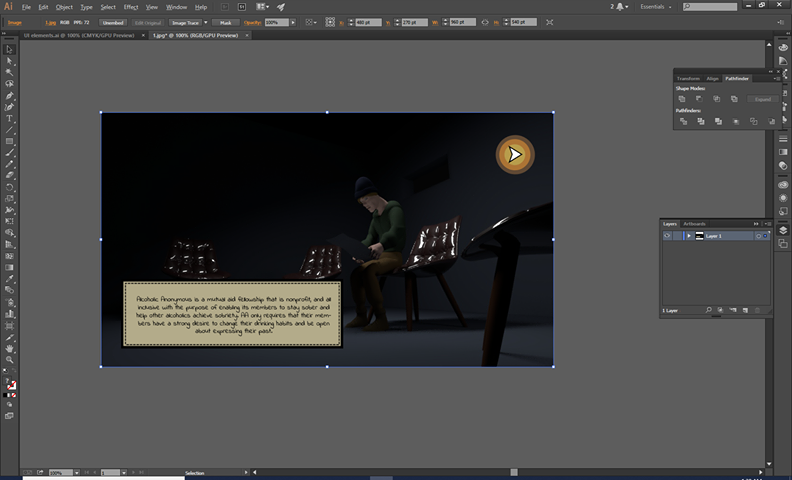 Ai File Edit Object Type Select Effect View Window Help
2 Essentials
Image 1.jpg RGB PPI: 72 Unembed Edit Original Image Trace Mask Opacity: 100% X: 480 pt Y: 270 pt W: 960 pt H: 540 pt
UI elements.ai @ 100% (CMYK/GPU Preview) × 1.jpg* @ 100% (RGB/GPU Preview) ×
Transform Align Pathfinder
Shape Modes:
Expand
Pathfinders:
Layers Artboards
Layer 1
1 Layer
Alcoholic Anonymous is a mutual aid fellowship that is nonprofit, and all
inclusive with the purpose of enabling its members to stay sober and
help other alcoholics achieve sobriety. AA only requires that their mem-
bers have a strong desire to change their drinking habits and be open
about expressing their past.
100% 1 Selection